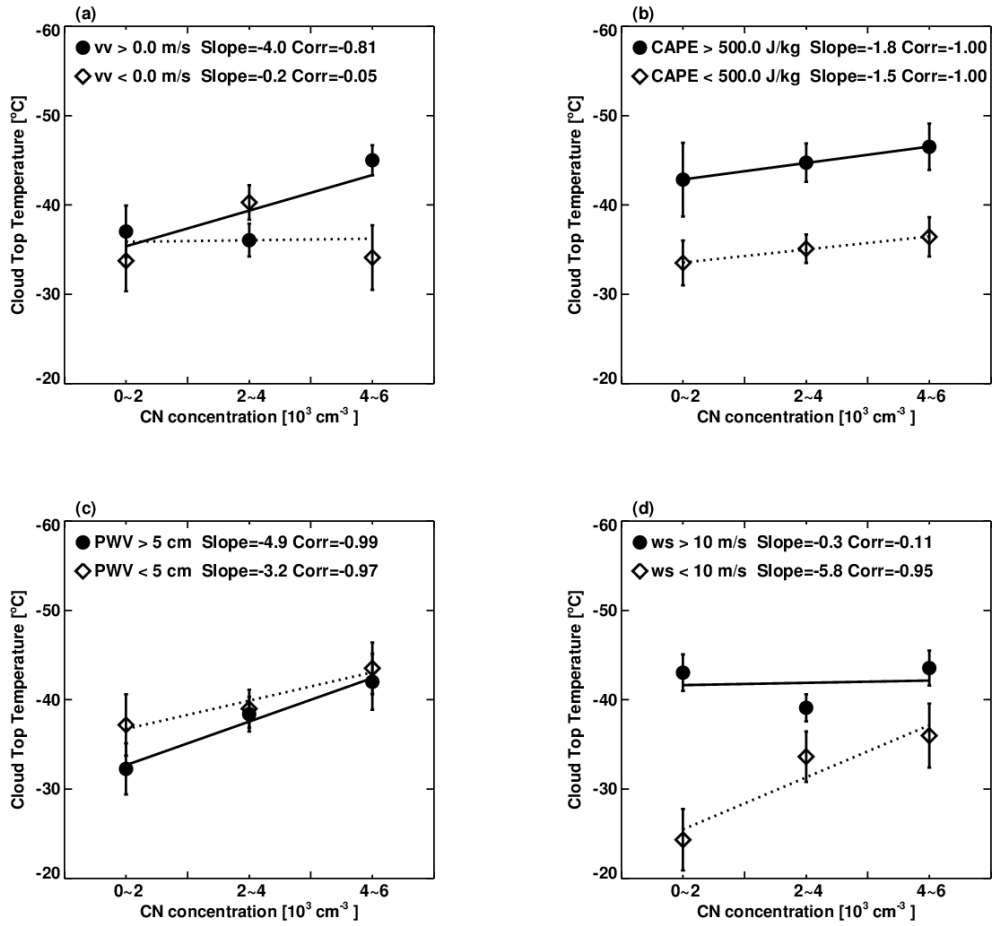 (a)
vv > 0.0 m/s Slope=-4.0 Corr=-0.81
vv < 0.0 m/s Slope=-0.2 Corr=-0.05
-60
-50
-40
-30
-20
Cloud Top Temperature [°C]
0~2
2~4
4~6
CN concentration [10³ cm⁻³ ]
(b)
CAPE > 500.0 J/kg Slope=-1.8 Corr=-1.00
CAPE < 500.0 J/kg Slope=-1.5 Corr=-1.00
-60
-50
-40
-30
-20
Cloud Top Temperature [°C]
0~2
2~4
4~6
CN concentration [10³ cm⁻³ ]
(c)
PWV > 5 cm Slope=-4.9 Corr=-0.99
PWV < 5 cm Slope=-3.2 Corr=-0.97
-60
-50
-40
-30
-20
Cloud Top Temperature [°C]
0~2
2~4
4~6
CN concentration [10³ cm⁻³ ]
(d)
ws > 10 m/s Slope=-0.3 Corr=-0.11
ws < 10 m/s Slope=-5.8 Corr=-0.95
-60
-50
-40
-30
-20
Cloud Top Temperature [°C]
0~2
2~4
4~6
CN concentration [10³ cm⁻³ ]